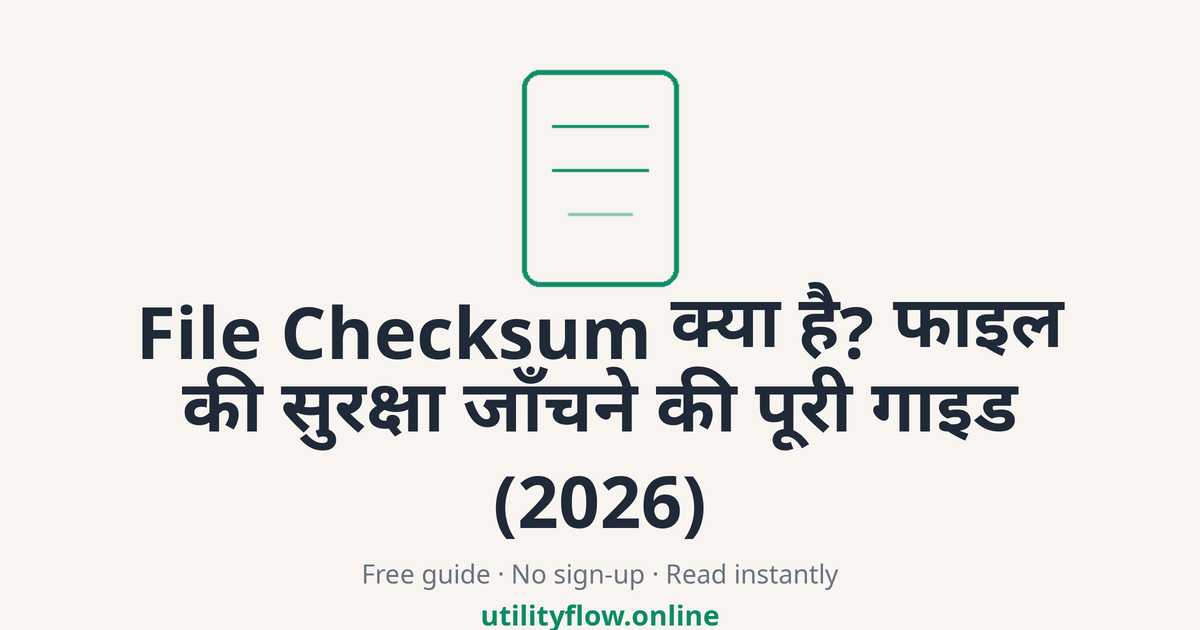 File Checksum क्या है? फाइल
की सुरक्षा जाँचने की पूरी गाइड
(2026)
Free guide · No sign-up · Read instantly
utilityflow.online